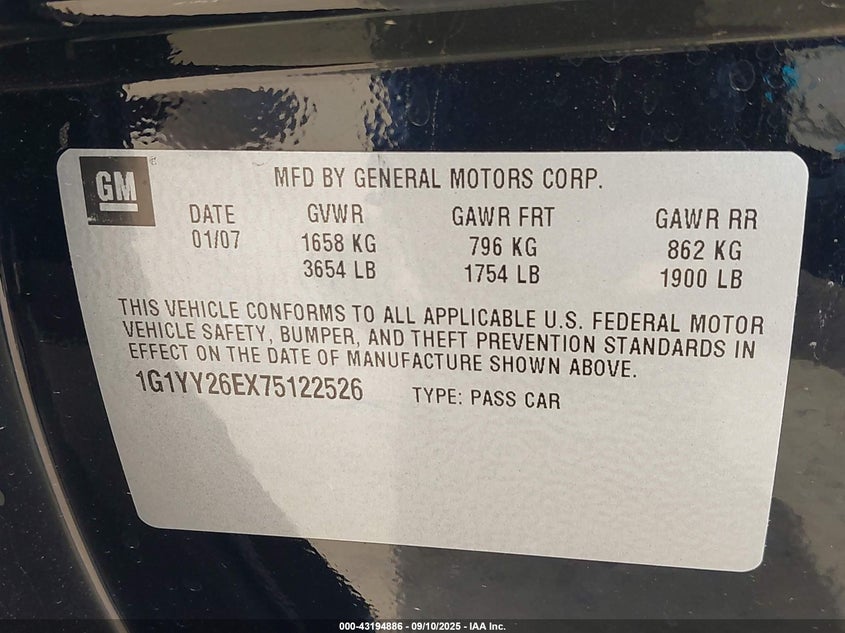 GM
MFD BY GENERAL MOTORS CORP.
DATE GVWR GAWR FRT GAWR RR
01/07 1658 KG 796 KG 862 KG
3654 LB 1754 LB 1900 LB
THIS VEHICLE CONFORMS TO ALL APPLICABLE U.S. FEDERAL MOTOR
VEHICLE SAFETY, BUMPER, AND THEFT PREVENTION STANDARDS IN
EFFECT ON THE DATE OF MANUFACTURE SHOWN ABOVE.
1G1YY26EX75122526 TYPE: PASS CAR
000-43194886 - 09/10/2025 - IAA Inc.